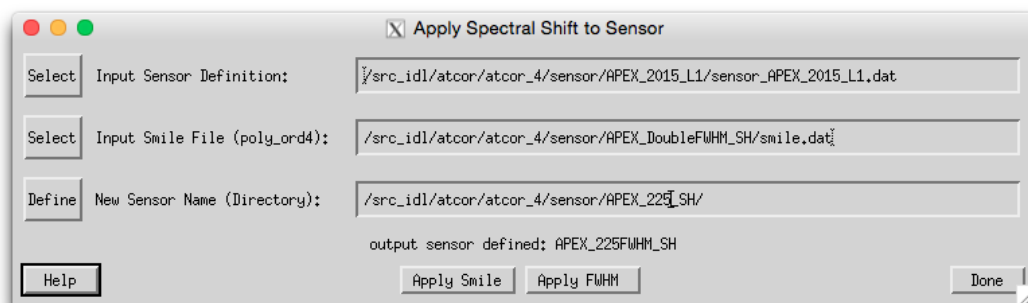 Apply Spectral Shift to Sensor
Select Input Sensor Definition: /src_idl/atcor/atcor_4/sensor/APEX_2015_L1/sensor_APEX_2015_L1.dat
Select Input Smile File (poly_ord4): /src_idl/atcor/atcor_4/sensor/APEX_DoubleFWHM_SH/smile.dat
Define New Sensor Name (Directory): /src_idl/atcor/atcor_4/sensor/APEX_225_SH/
output sensor defined: APEX_225FWHM_SH
Help Apply Smile Apply FWHM Done